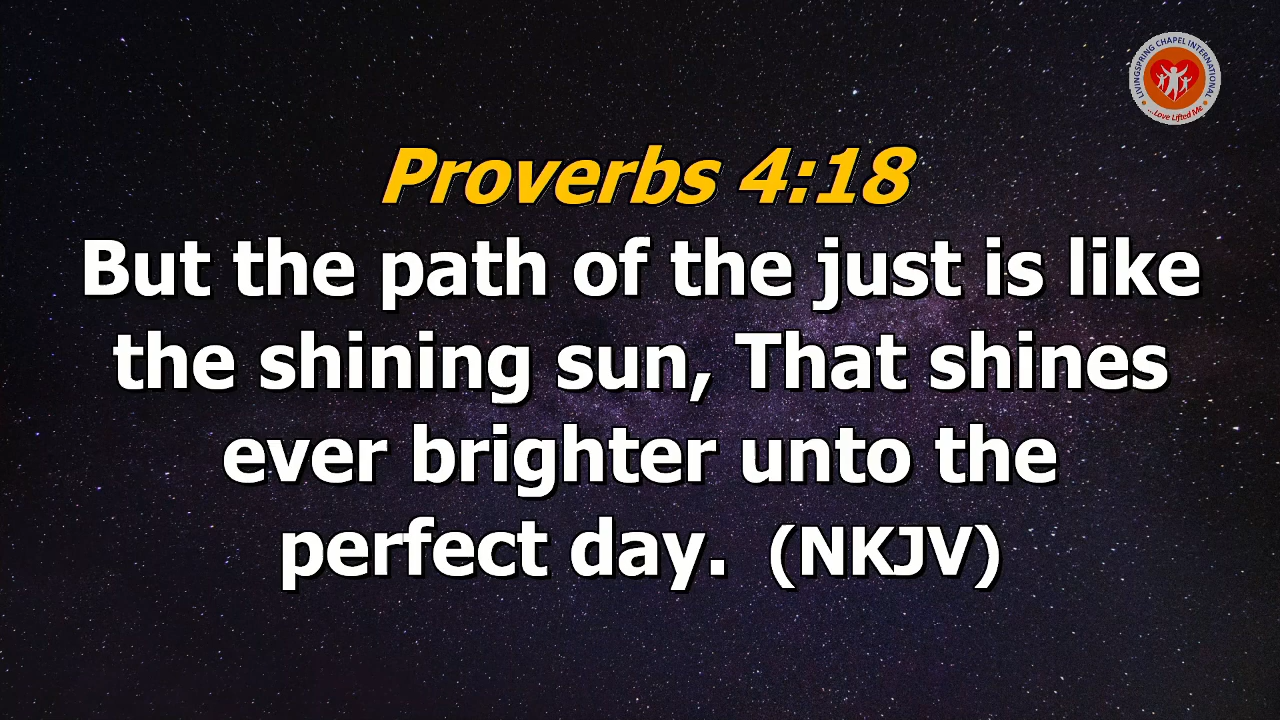 LIVINGSPRING CHAPEL INTERNATIONAL
...Love Lifted Me
Proverbs 4:18
But the path of the just is like
the shining sun, That shines
ever brighter unto the
perfect day. (NKJV)